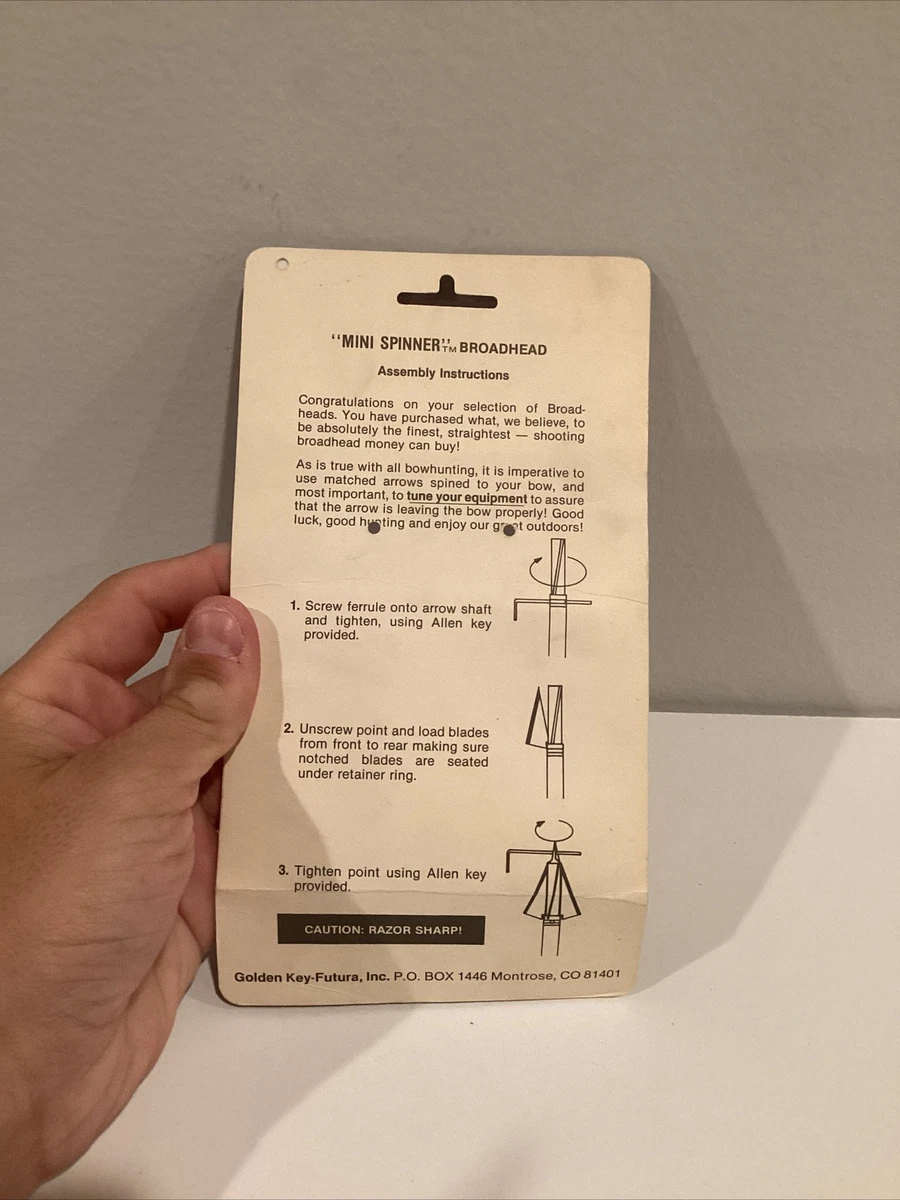 ‘‘MINI SPINNER’’™ BROADHEAD
Assembly Instructions
Congratulations on your selection of Broad-
heads. You have purchased what, we believe, to
be absolutely the finest, straightest — shooting
broadhead money can buy!
As is true with all bowhunting, it is imperative to
use matched arrows spined to your bow, and
most important, to tune your equipment to assure
that the arrow is leaving the bow properly! Good
luck, good hunting and enjoy our great outdoors!
1. Screw ferrule onto arrow shaft
and tighten, using Allen key
provided.
2. Unscrew point and load blades
from front to rear making sure
notched blades are seated
under retainer ring.
3. Tighten point using Allen key
provided.
CAUTION: RAZOR SHARP!
Golden Key-Futura, Inc. P.O. BOX 1446 Montrose, CO 81401